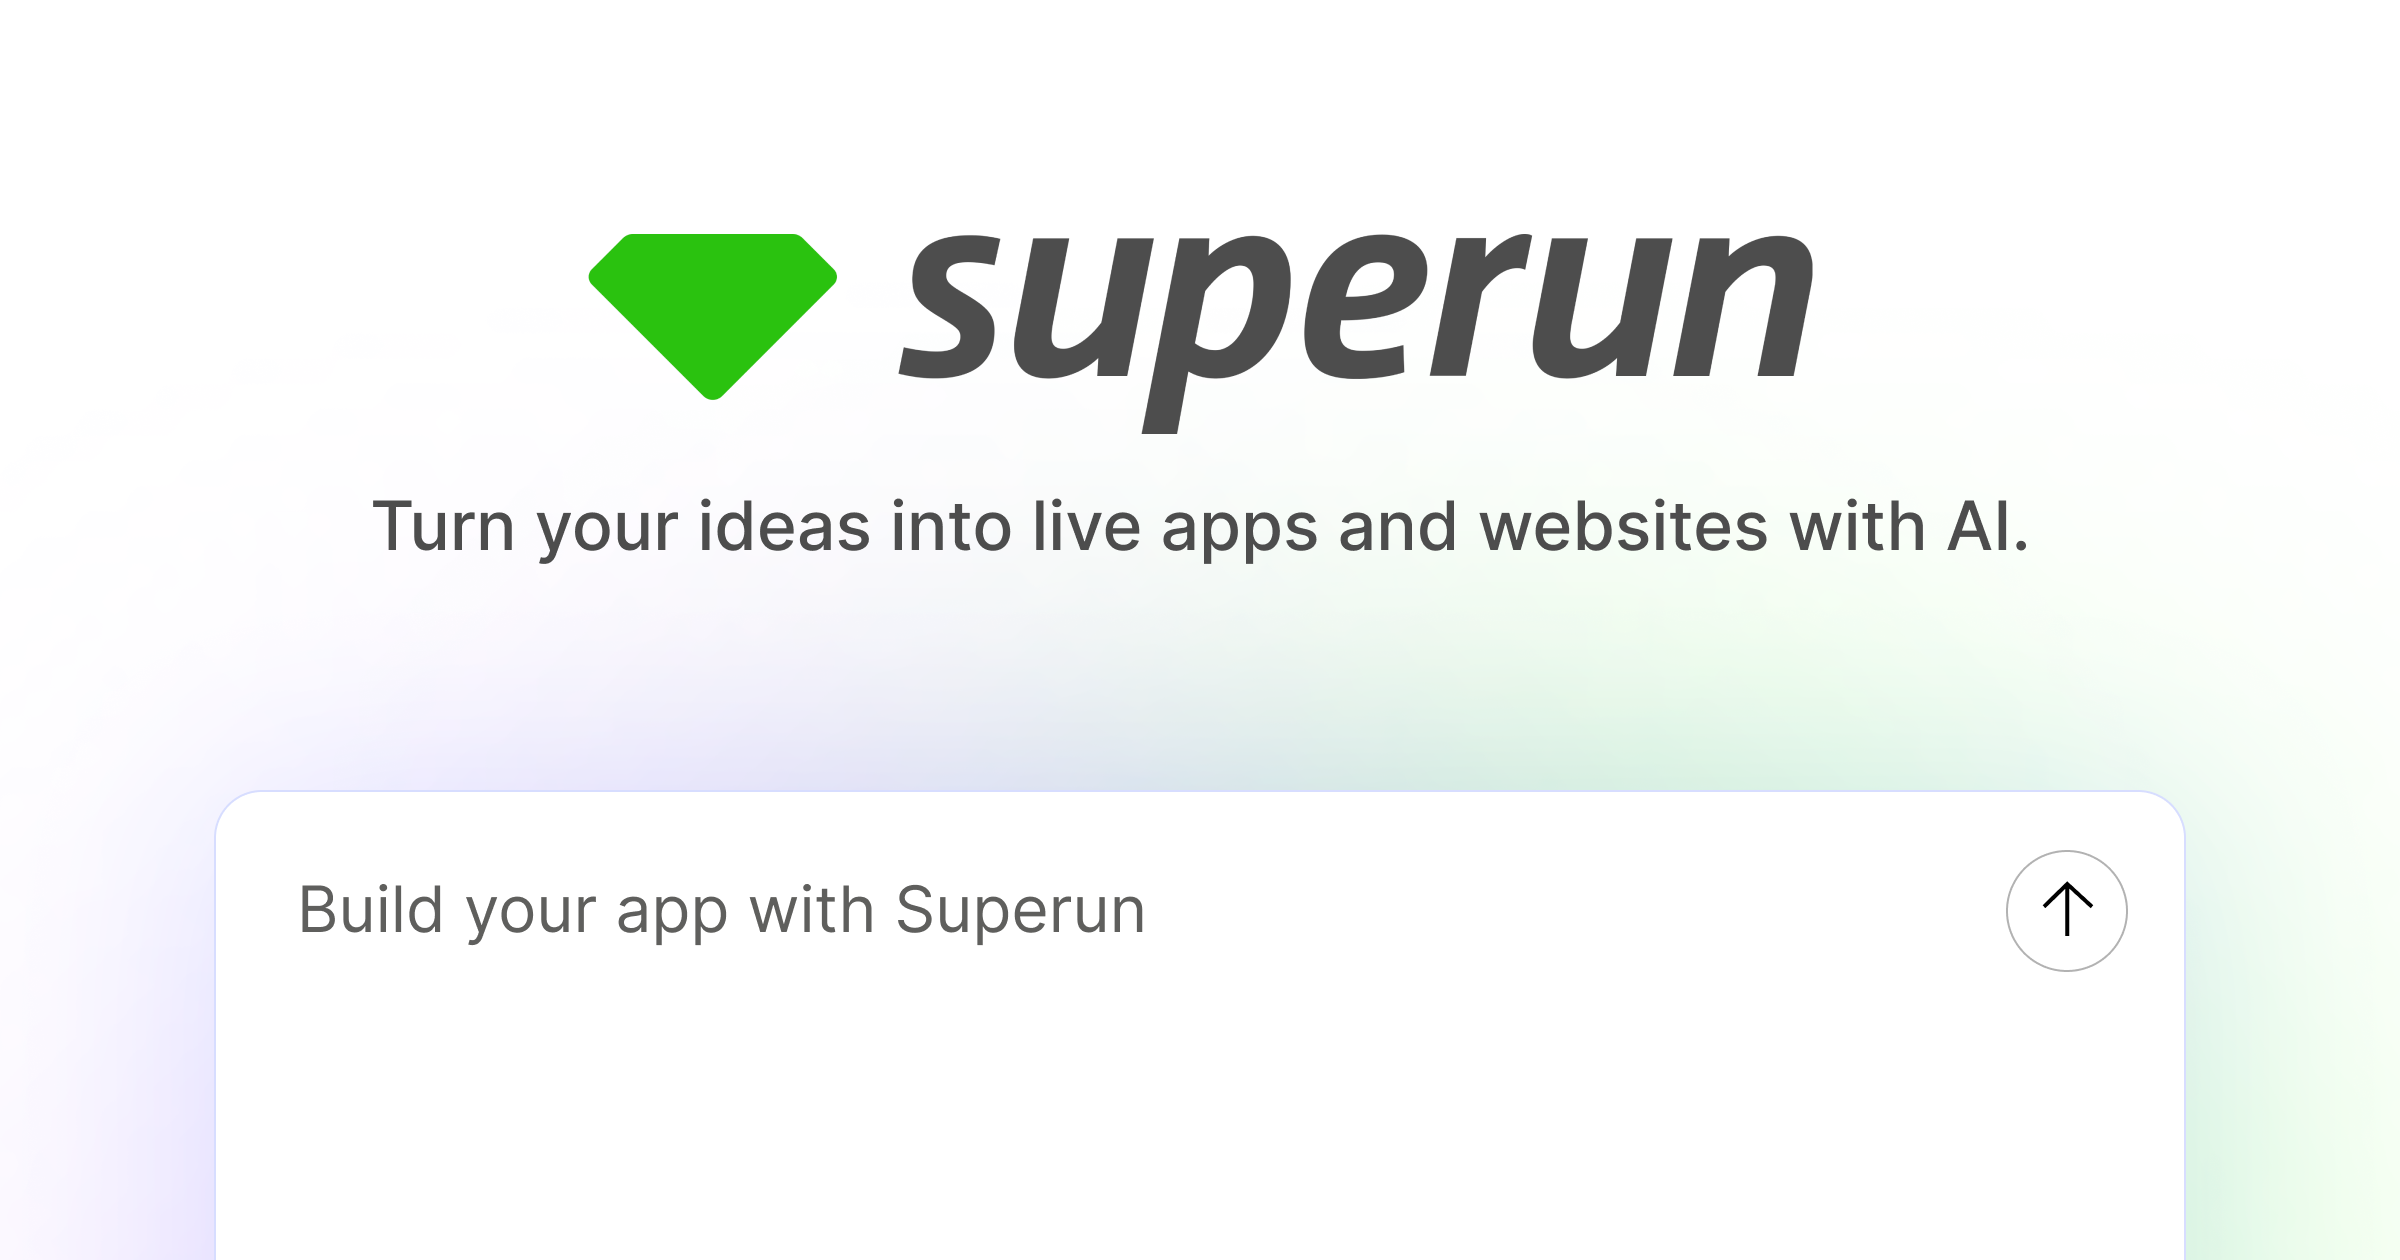 superun
Turn your ideas into live apps and websites with AI.
Build your app with Superun